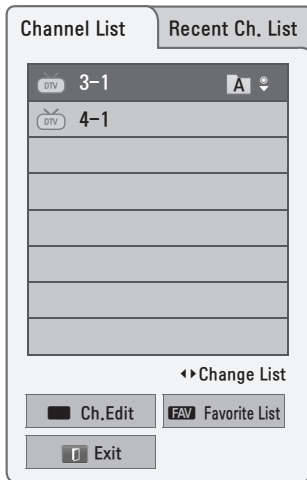 Channel List Recent Ch. List
DTV 3-1 A
DTV 4-1
Change List
Ch.Edit FAV Favorite List
Exit